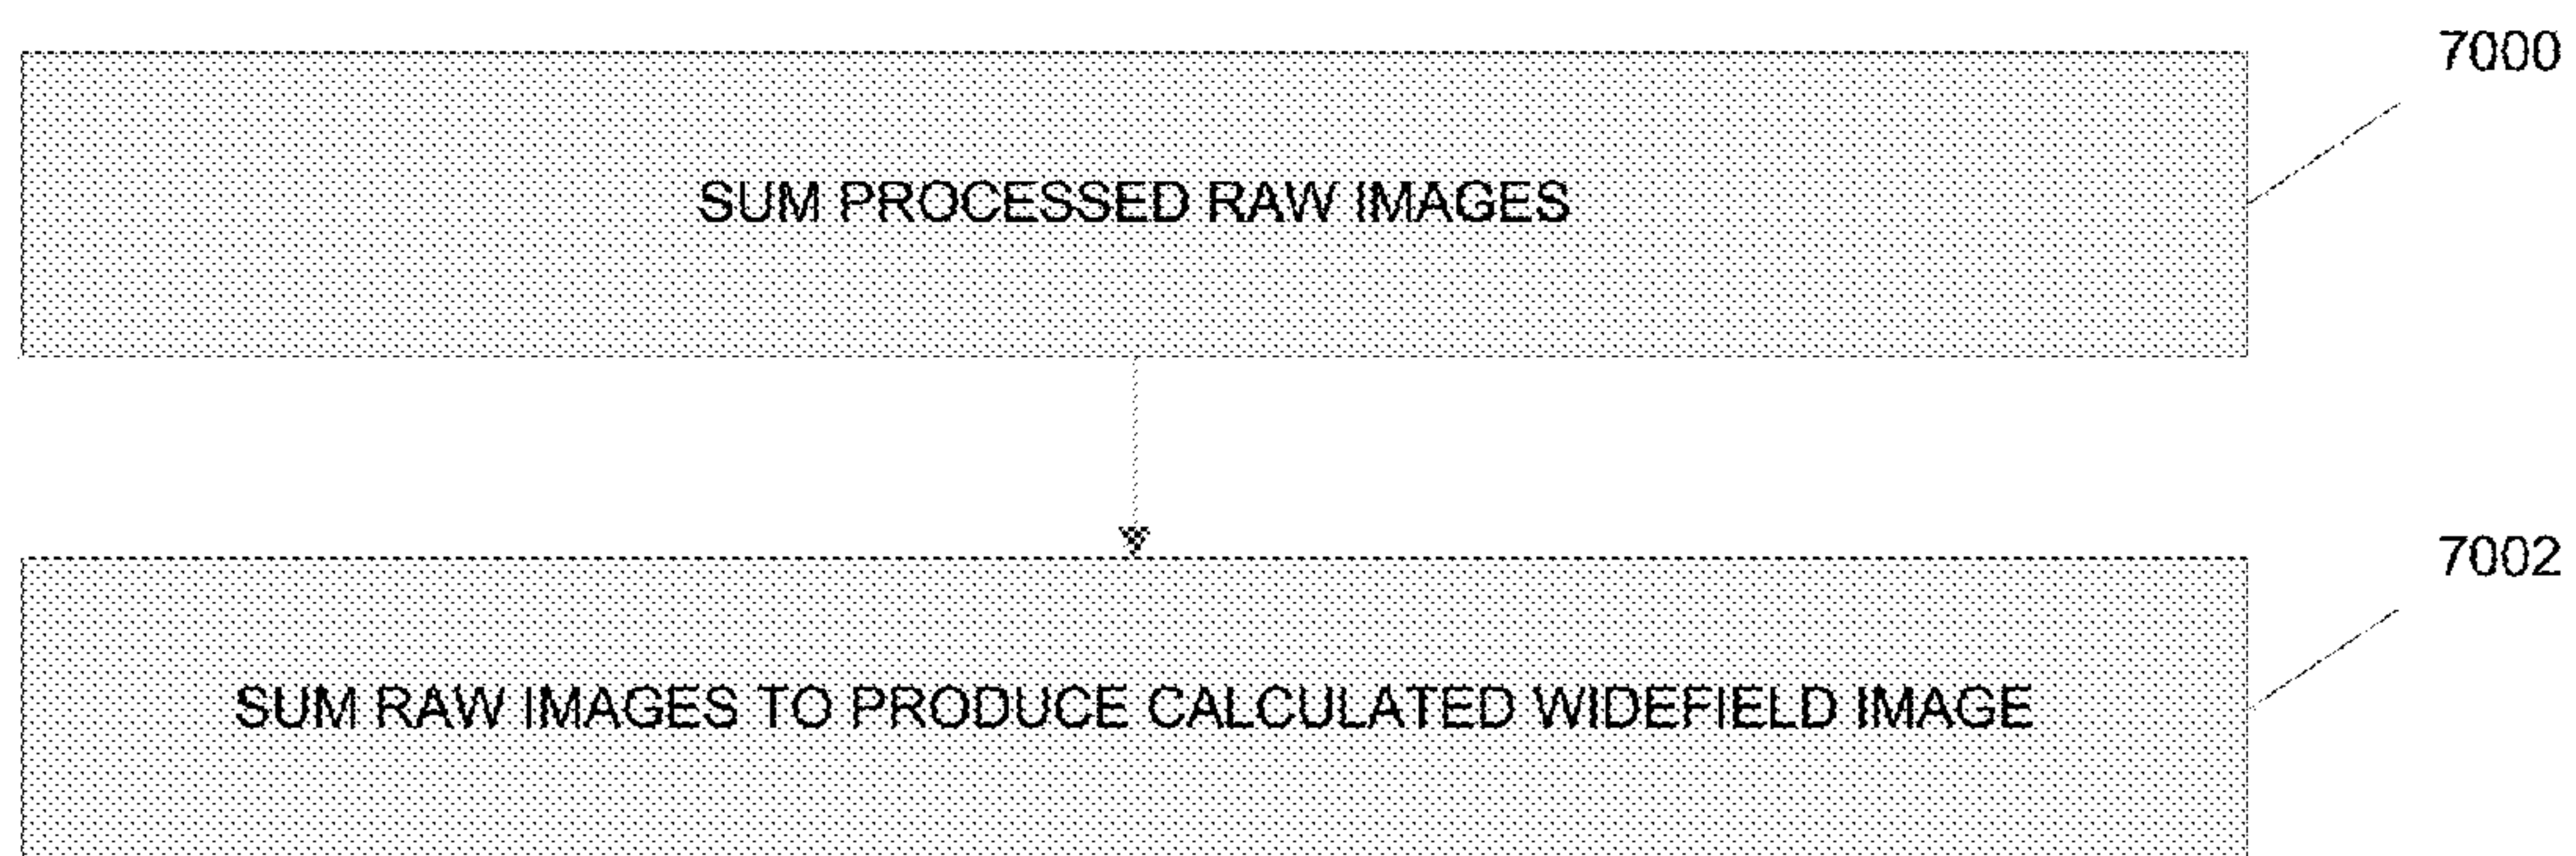 7000
SUM PROCESSED RAW IMAGES
7002
SUM RAW IMAGES TO PRODUCE CALCULATED WIDEFIELD IMAGE